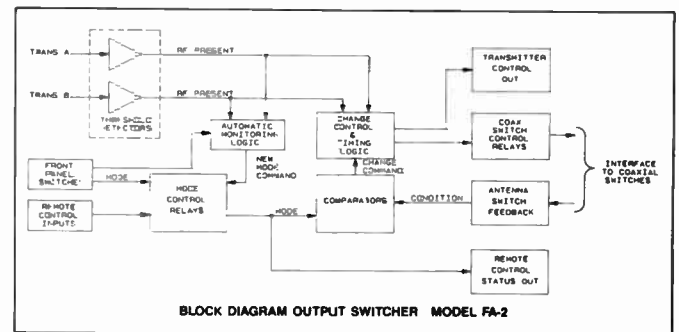 TRANS A
RF PRESENT
TRANS B
RF PRESENT
THRESHOLD
DETECTORS
AUTOMATIC
MONITORING
LOGIC
CHANGE
CONTROL
&
TIMING
LOGIC
TRANSMITTER
CONTROL
OUT
COAX
SWITCH
CONTROL
RELAYS
FRONT
PANEL
SWITCHES
MODE
NEW
MODE
COMMAND
CHANGE
COMMAND
MODE
CONTROL
RELAYS
REMOTE
CONTROL
INPUTS
MODE
COMPARATORS
CONDITION
ANTENNA
SWITCH
FEEDBACK
INTERFACE
TO COAXIAL
SWITCHES
REMOTE
CONTROL
STATUS OUT
BLOCK DIAGRAM OUTPUT SWITCHER MODEL FA-2